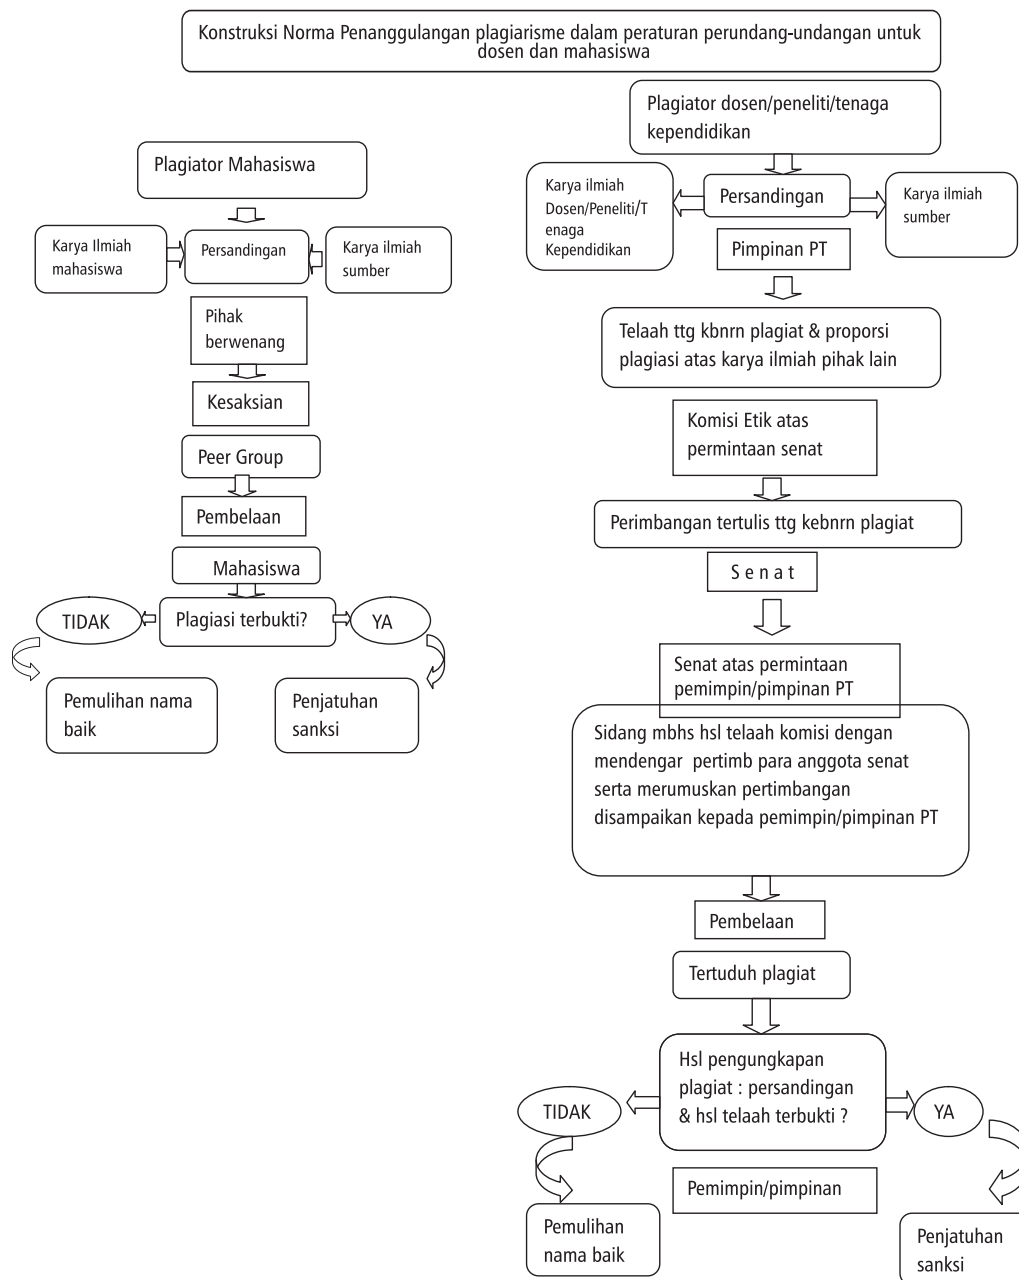 Konstruksi Norma Penanggulangan plagiarisme dalam peraturan perundang-undangan untuk
dosen dan mahasiswa
Plagiator Mahasiswa
Karya Ilmiah
mahasiswa
Persandingan
Karya ilmiah
sumber
Pihak
berwenang
Kesaksian
Peer Group
Pembelaan
Mahasiswa
TIDAK
Plagiasi terbukti?
YA
Pemulihan nama
baik
Penjatuhan
sanksi
Plagiator dosen/peneliti/tenaga
kependidikan
Karya ilmiah
Dosen/Peneliti/T
enaga
Kependidikan
Persandingan
Karya ilmiah
sumber
Pimpinan PT
Telaah ttg kbnrn plagiat & proporsi
plagiasi atas karya ilmiah pihak lain
Komisi Etik atas
permintaan senat
Perimbangan tertulis ttg kebnrn plagiat
S e n a t
Senat atas permintaan
pemimpin/pimpinan PT
Sidang mbhs hsl telaah komisi dengan
mendengar pertimb para anggota senat
serta merumuskan pertimbangan
disampaikan kepada pemimpin/pimpinan PT
Pembelaan
Tertuduh plagiat
Hsl pengungkapan
plagiat : persandingan
& hsl telaah terbukti ?
TIDAK
YA
Pemimpin/pimpinan
Pemulihan
nama baik
Penjatuhan
sanksi